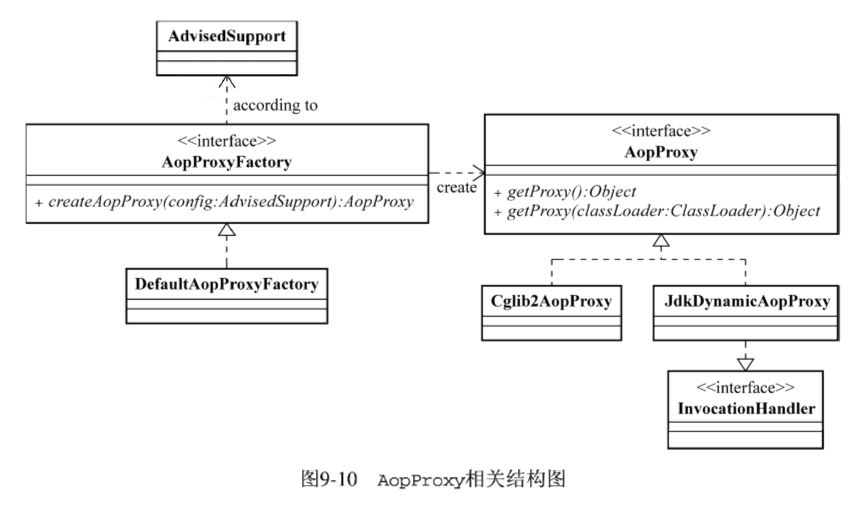 AdvisedSupport
according to
<<interface>>
AopProxyFactory
+ createAopProxy(config:AdvisedSupport):AopProxy
create
<<interface>>
AopProxy
+ getProxy():Object
+ getProxy(classLoader:ClassLoader):Object
DefaultAopProxyFactory
Cglib2AopProxy
JdkDynamicAopProxy
<<interface>>
InvocationHandler
图9-10 AopProxy相关结构图